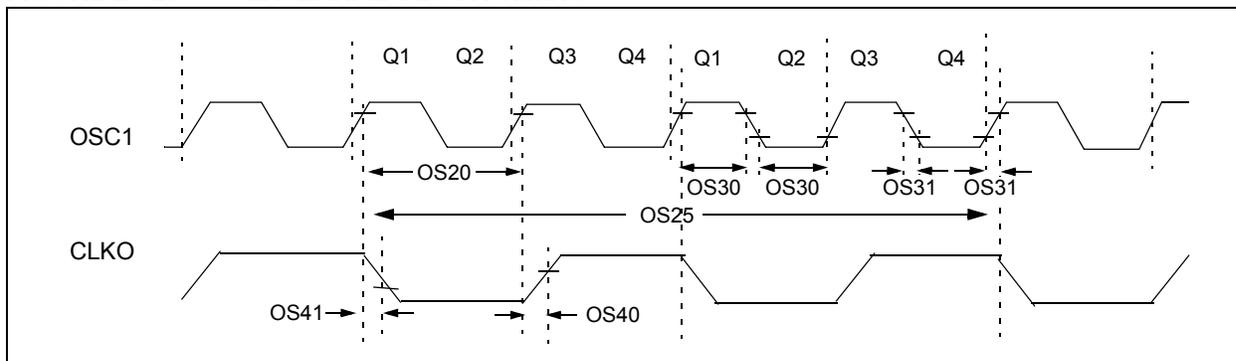 Q1 Q2 Q3 Q4 Q1 Q2 Q3 Q4
OSC1
OS20
OS30 OS30 OS31 OS31
OS25
CLKO
OS41 OS40